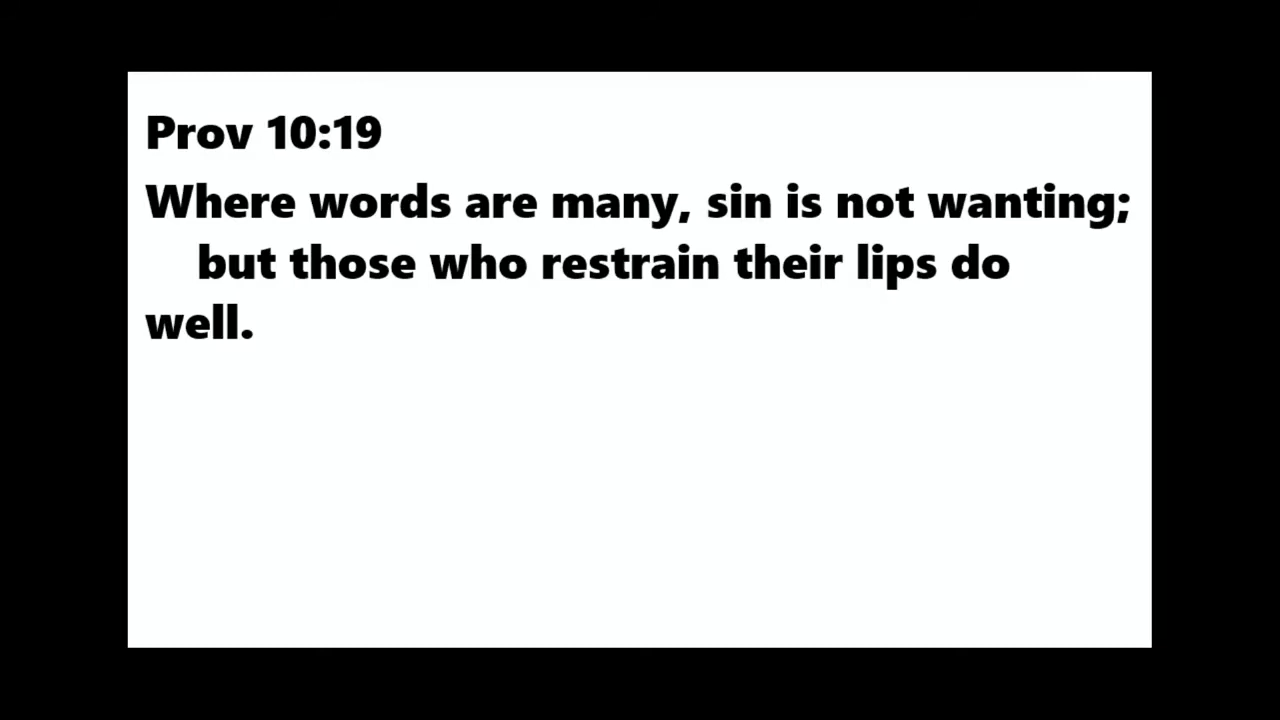 Prov 10:19
Where words are many, sin is not wanting;
but those who restrain their lips do
well.